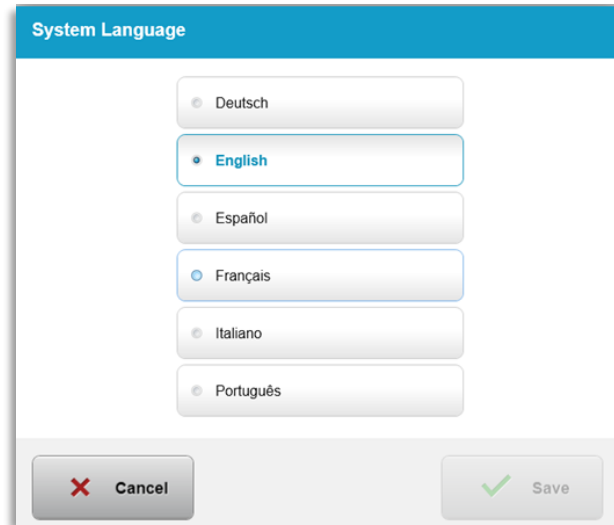 System Language
Deutsch
English
Español
Français
Italiano
Português
Cancel
Save